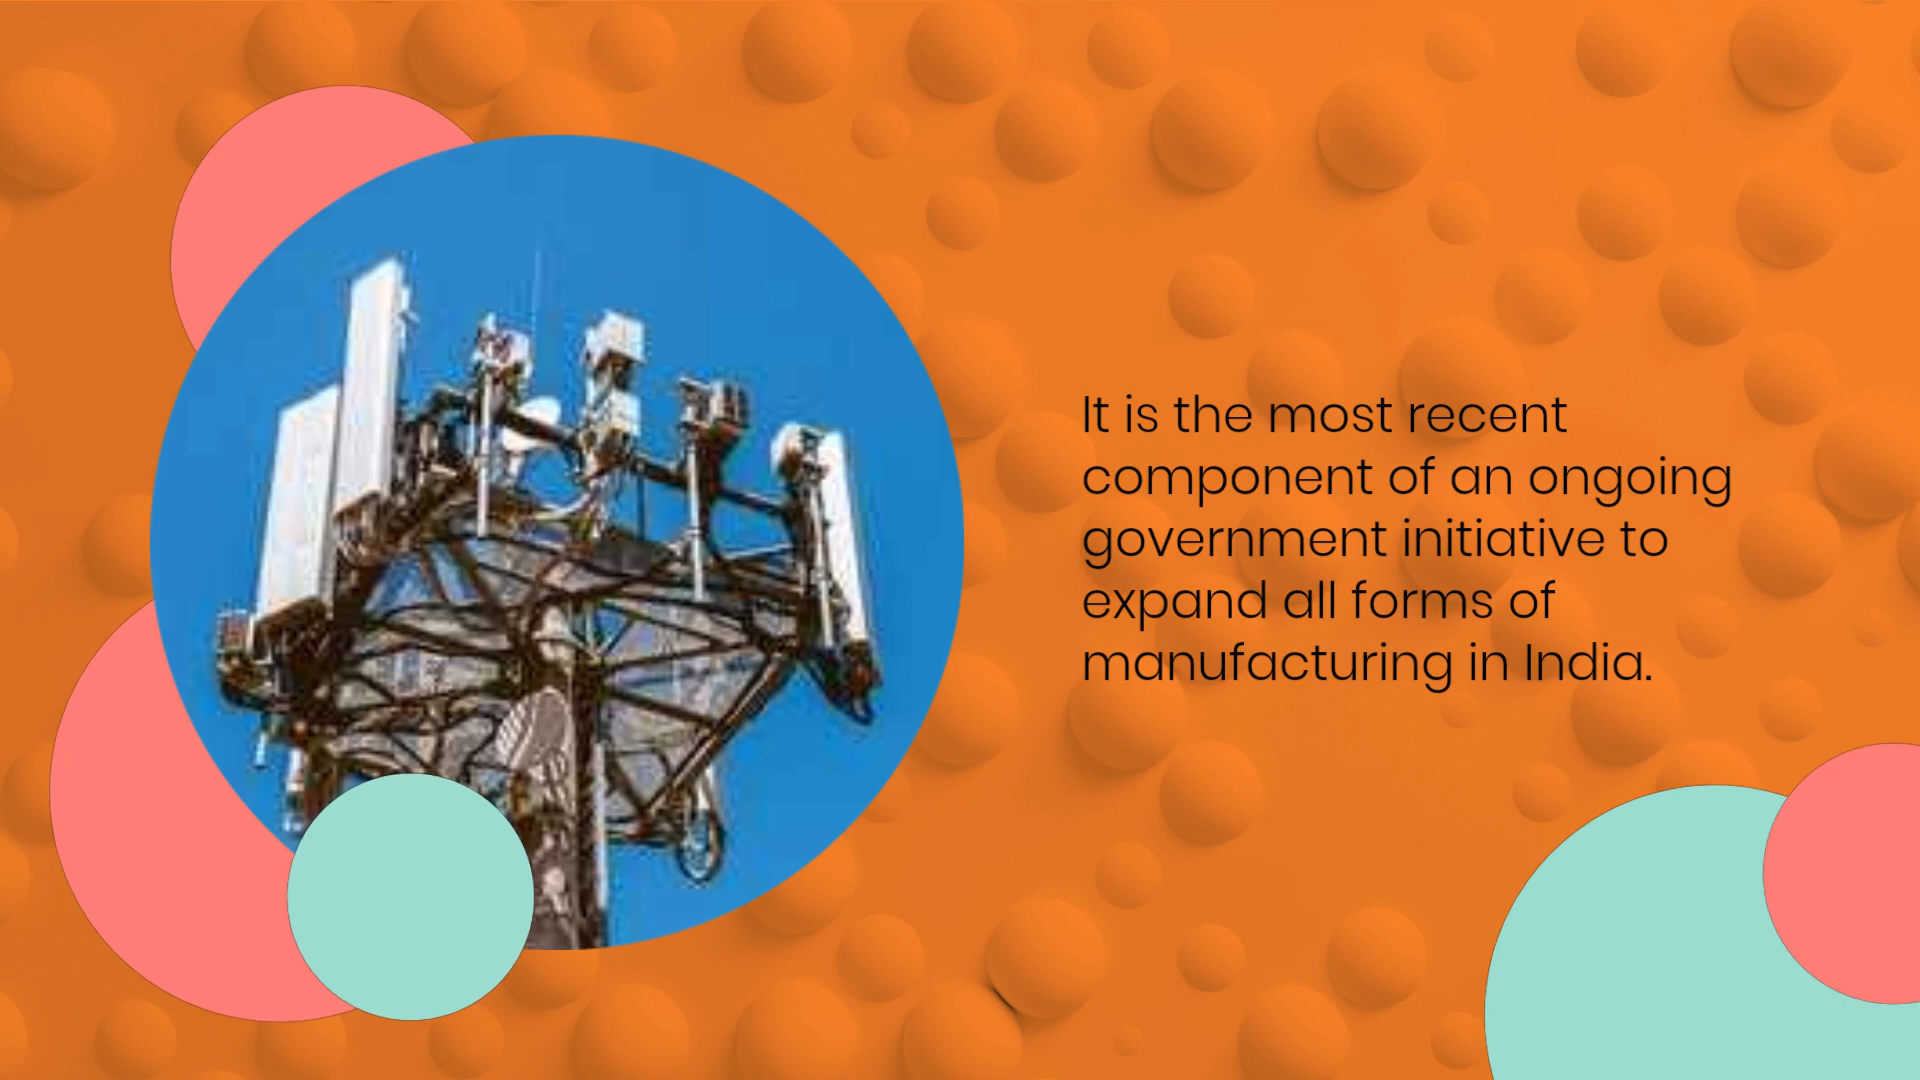 It is the most recent
component of an ongoing
government initiative to
expand all forms of
manufacturing in India.